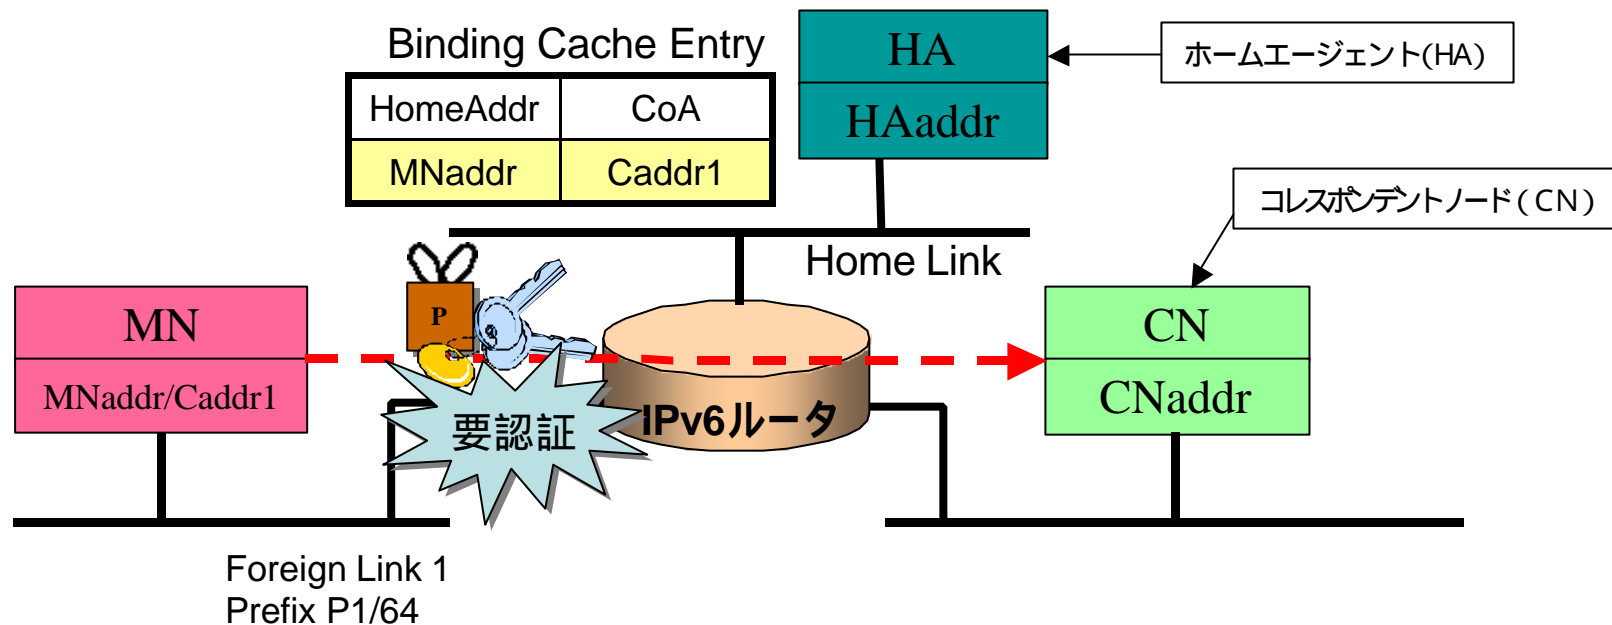 Binding Cache Entry
HomeAddr CoA
MNaddr Caddr1
HA
HAaddr
ホームエージェント(HA)
コレスポンデントノード(CN)
Home Link
MN
MNaddr/Caddr1
P
要認証
IPv6ルータ
CN
CNaddr
Foreign Link 1
Prefix P1/64